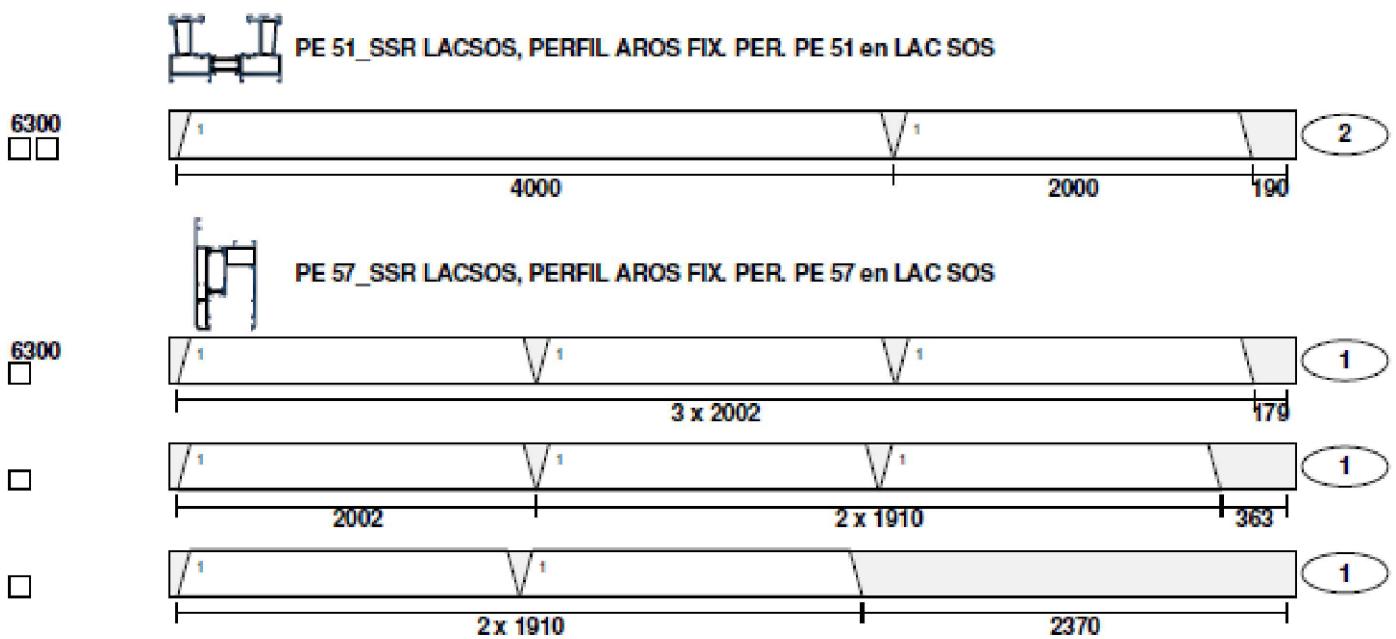 PE 51_SSR LACSOS, PERFIL AROS FIX. PER. PE 51 en LAC SOS
6300
1 1 2
4000 2000 190
PE 57_SSR LACSOS, PERFIL AROS FIX. PER. PE 57 en LAC SOS
6300
1 1 1 1
3 x 2002 179
1 1 1 1
2002 2 x 1910 363
1 1 1
2 x 1910 2370